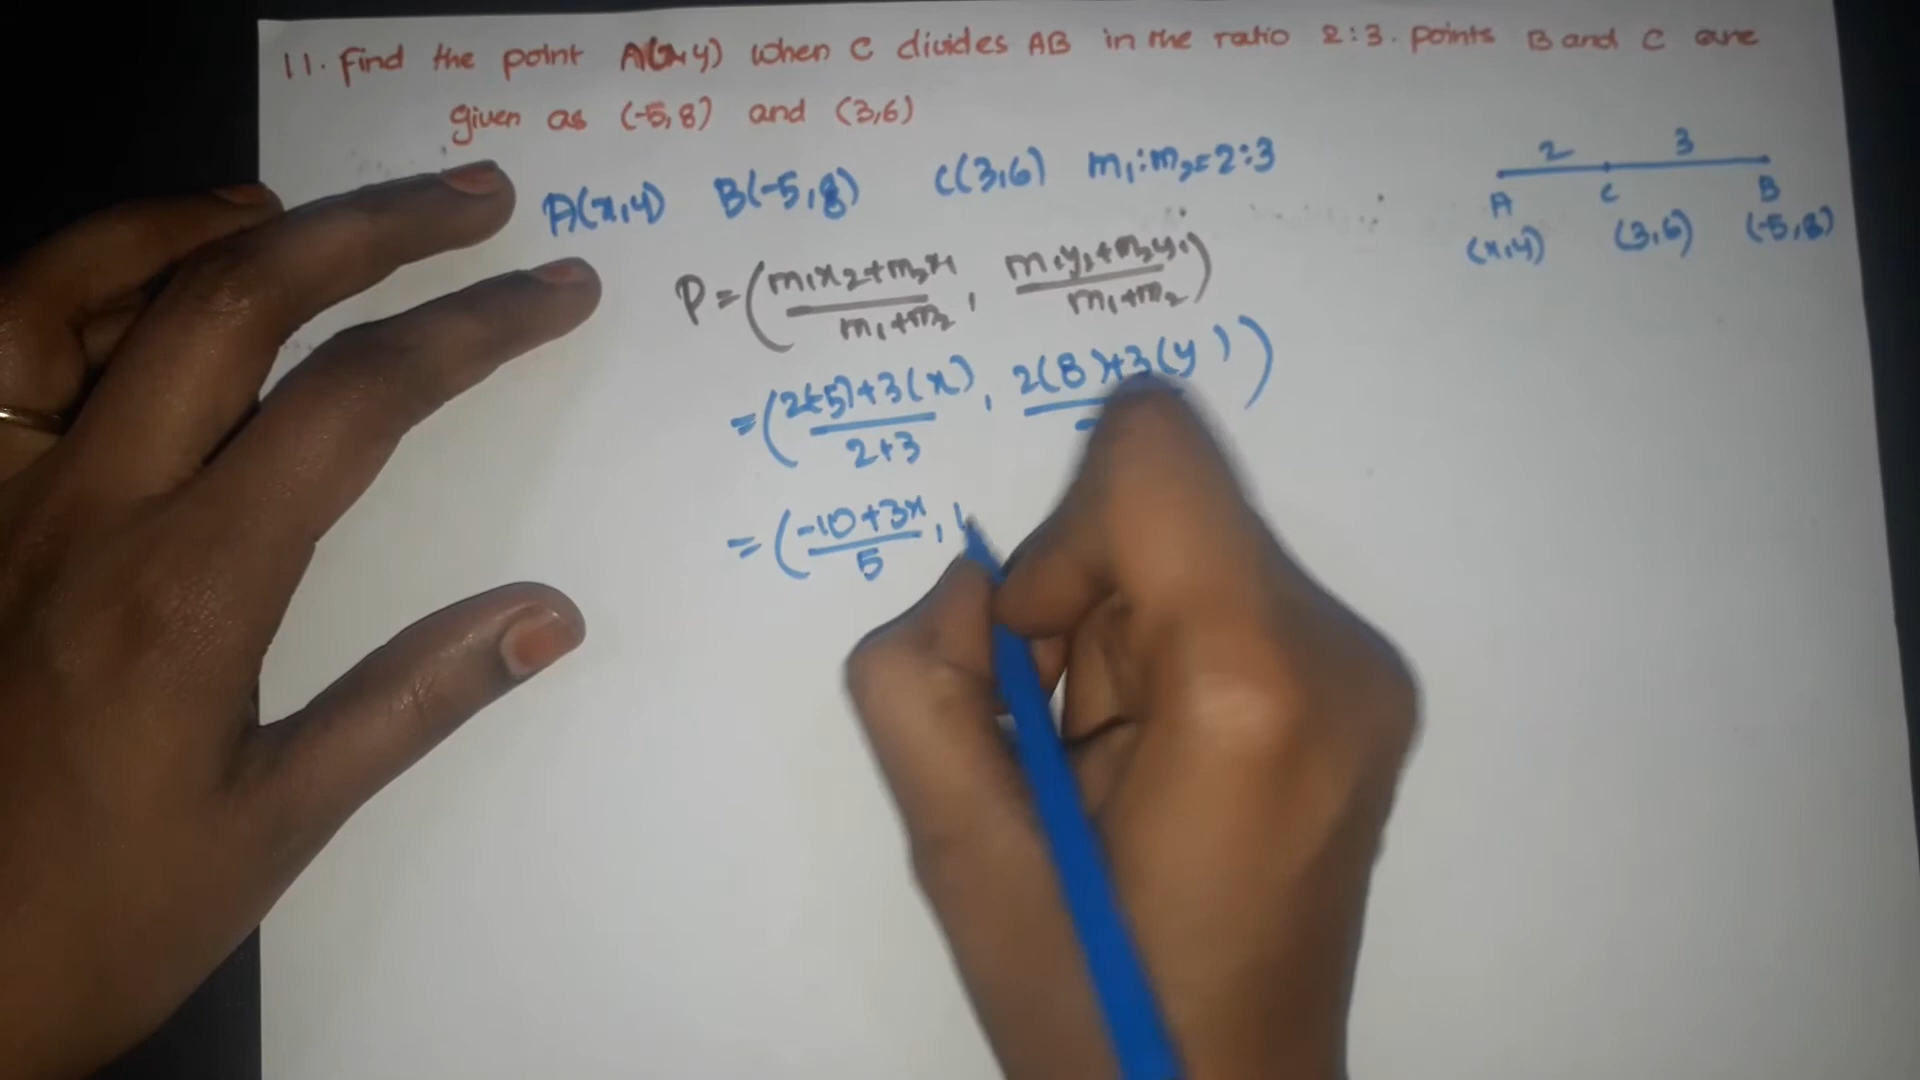 11. Find the point A(x,y) when C divides AB in the ratio 2:3. points B and C are
given as (-5,8) and (3,6)
A(x,y) B(-5,8) C(3,6) m₁:m₂=2:3
2 3
A C B
(x,y) (3,6) (-5,8)
P=(m₁x₂+m₂x₁/m₁+m₂, m₁y₂+m₂y₁/m₁+m₂)
=(2(-5)+3(x)/2+3, 2(8)+3(y))
=(-10+3x/5, 1